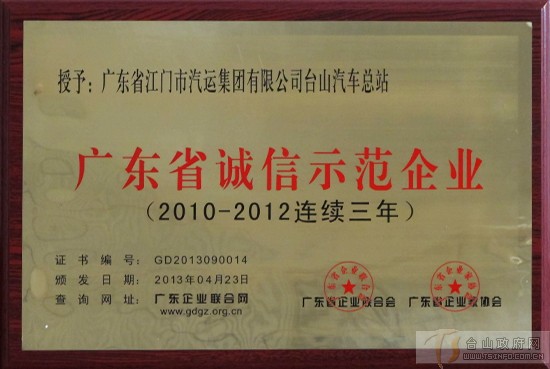 授予：广东省江门市汽运集团有限公司台山汽车总站
广东省诚信示范企业
（2010-2012连续三年）
证书编号：GD2013090014
颁发日期：2013年04月23日
查询网址：广东企业联合网
www.gdgz.org.cn
广东省企业联合会 广东省企业家协会
台山政府网
WWW.TSINFO.COM.CN